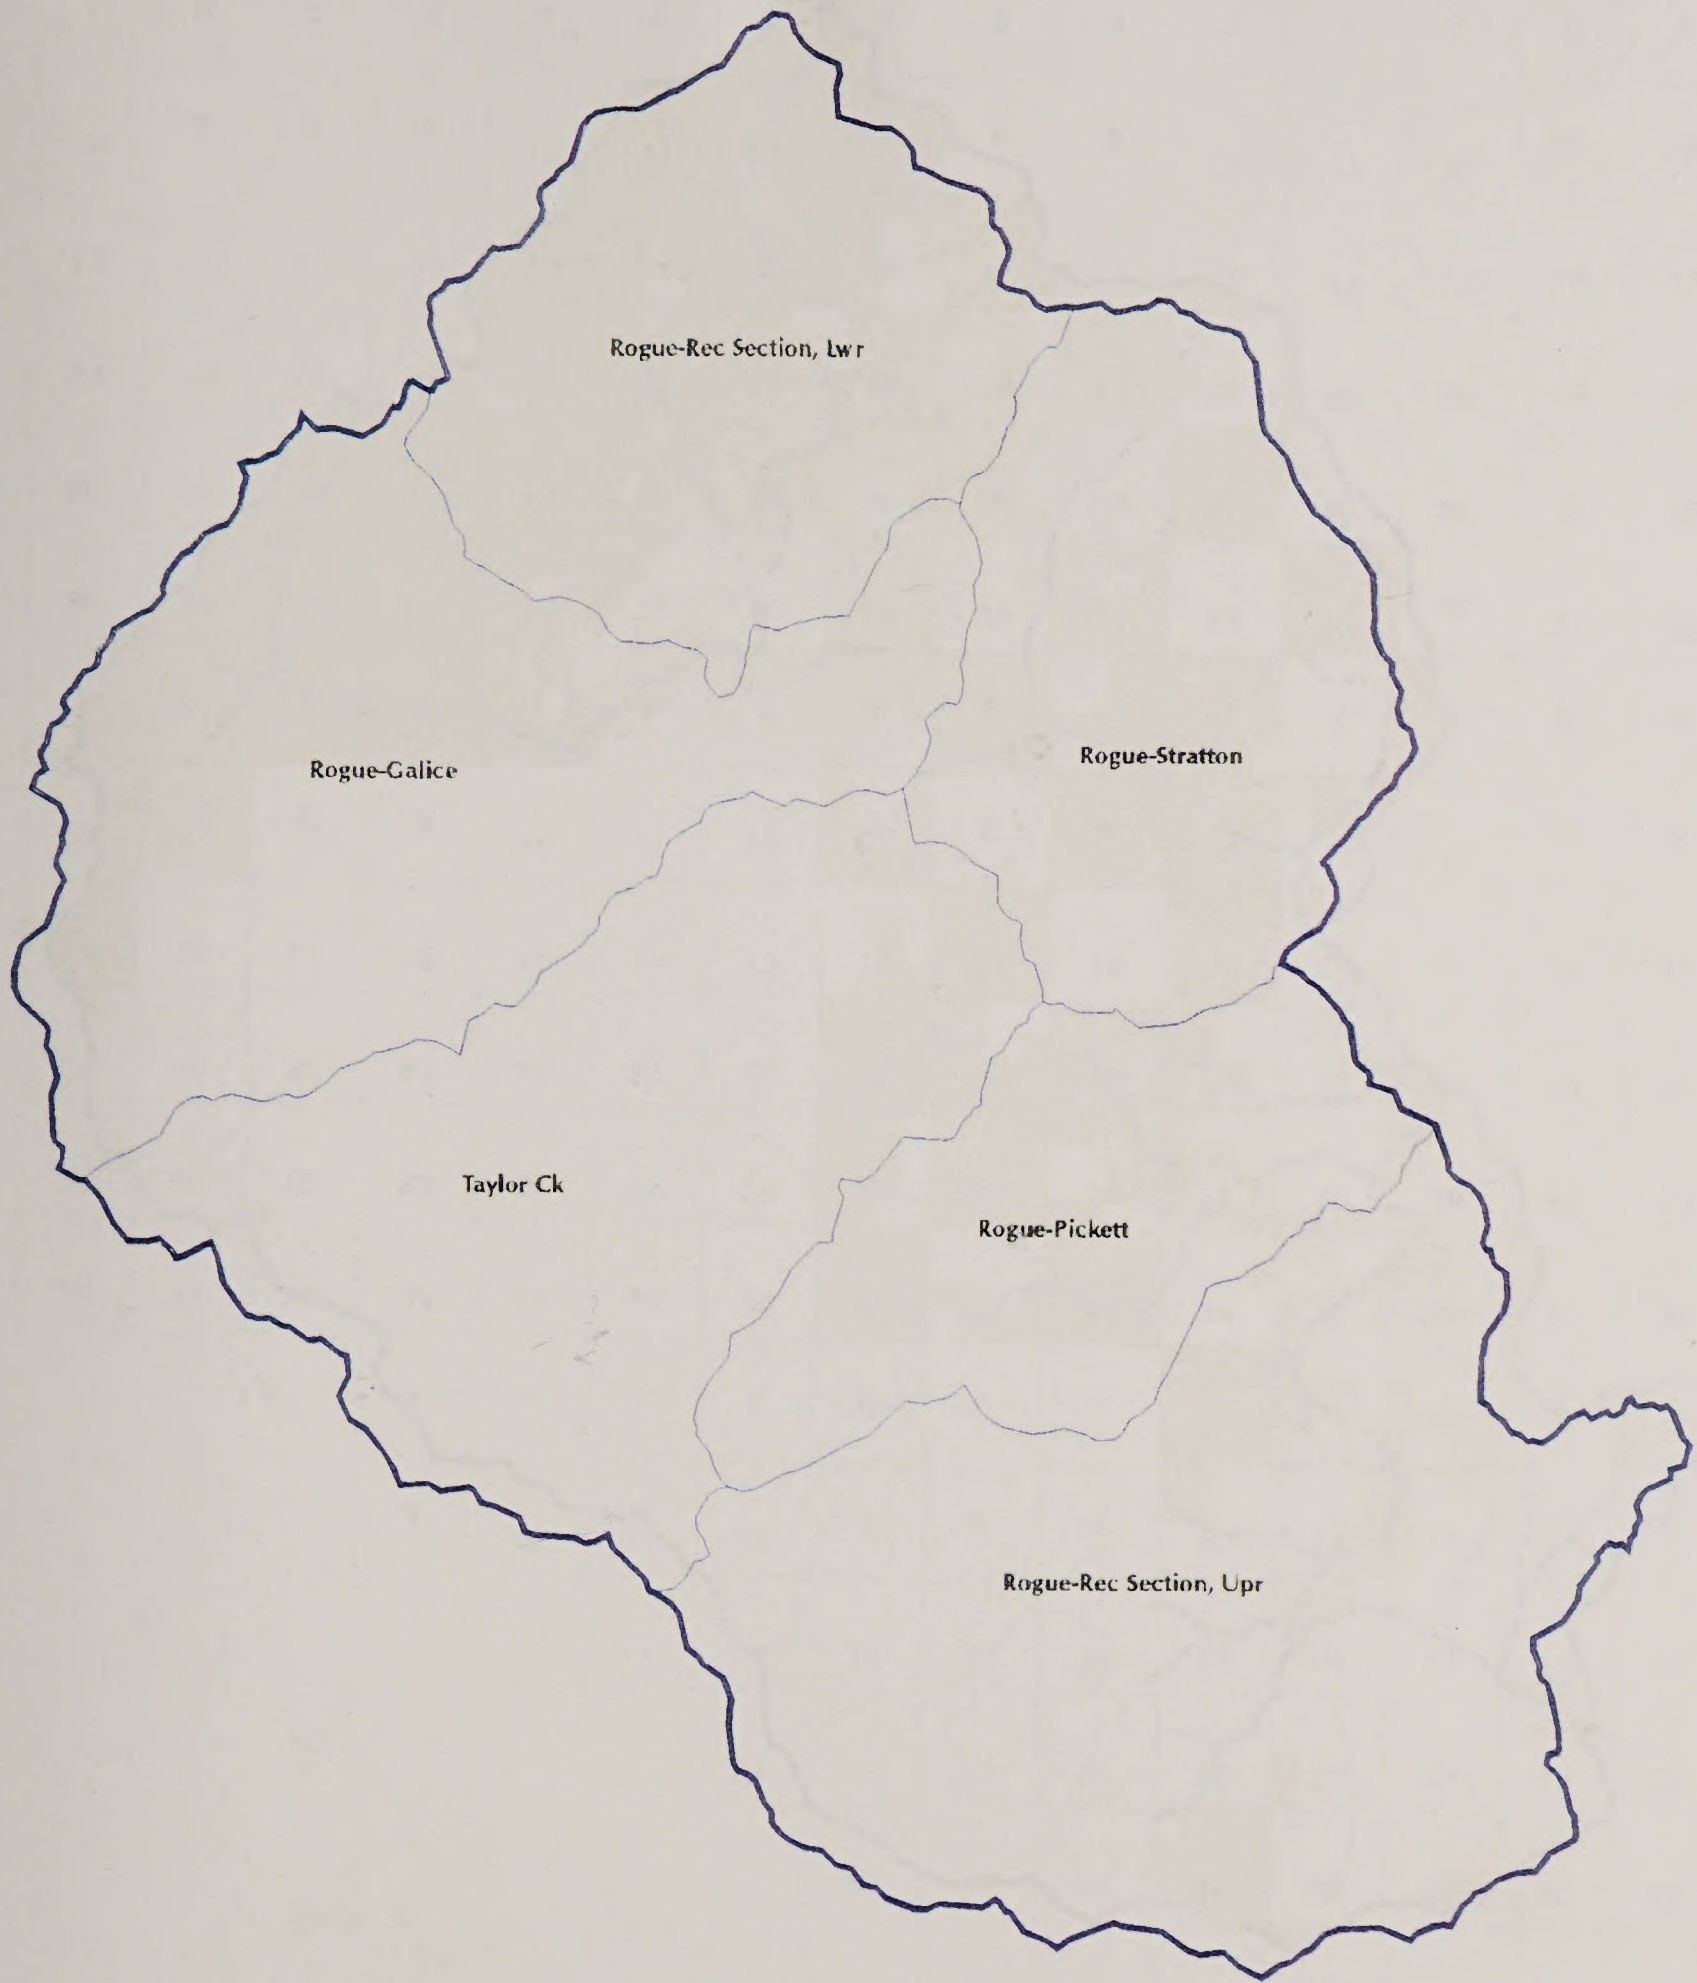 Rogue-Rec Section, Lwr
Rogue-Stratton
Rogue-Galice
Taylor Ck
Rogue-Pickett
Rogue-Rec Section, Upr